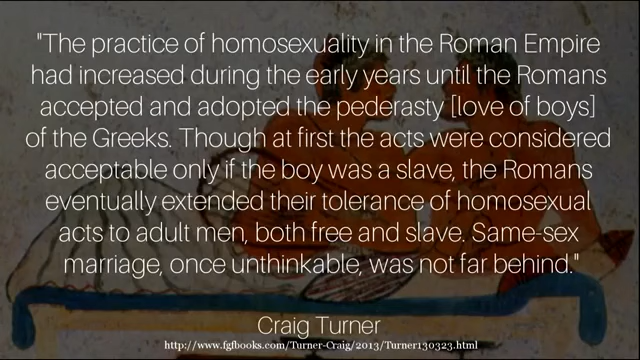 "The practice of homosexuality in the Roman Empire
had increased during the early years until the Romans
accepted and adopted the pederasty [love of boys]
of the Greeks. Though at first the acts were considered
acceptable only if the boy was a slave, the Romans
eventually extended their tolerance of homosexual
acts to adult men, both free and slave. Same-sex
marriage, once unthinkable, was not far behind."
Craig Turner
http://www.fgfbooks.com/Turner-Craig/2013/Turner130323.html